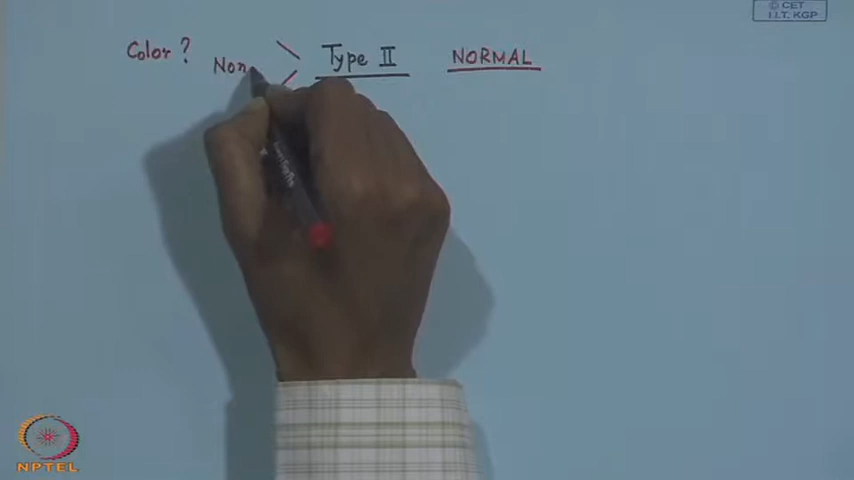 © CET
I.I.T. KGP
Color ?
Non
Type II
NORMAL
NPTEL